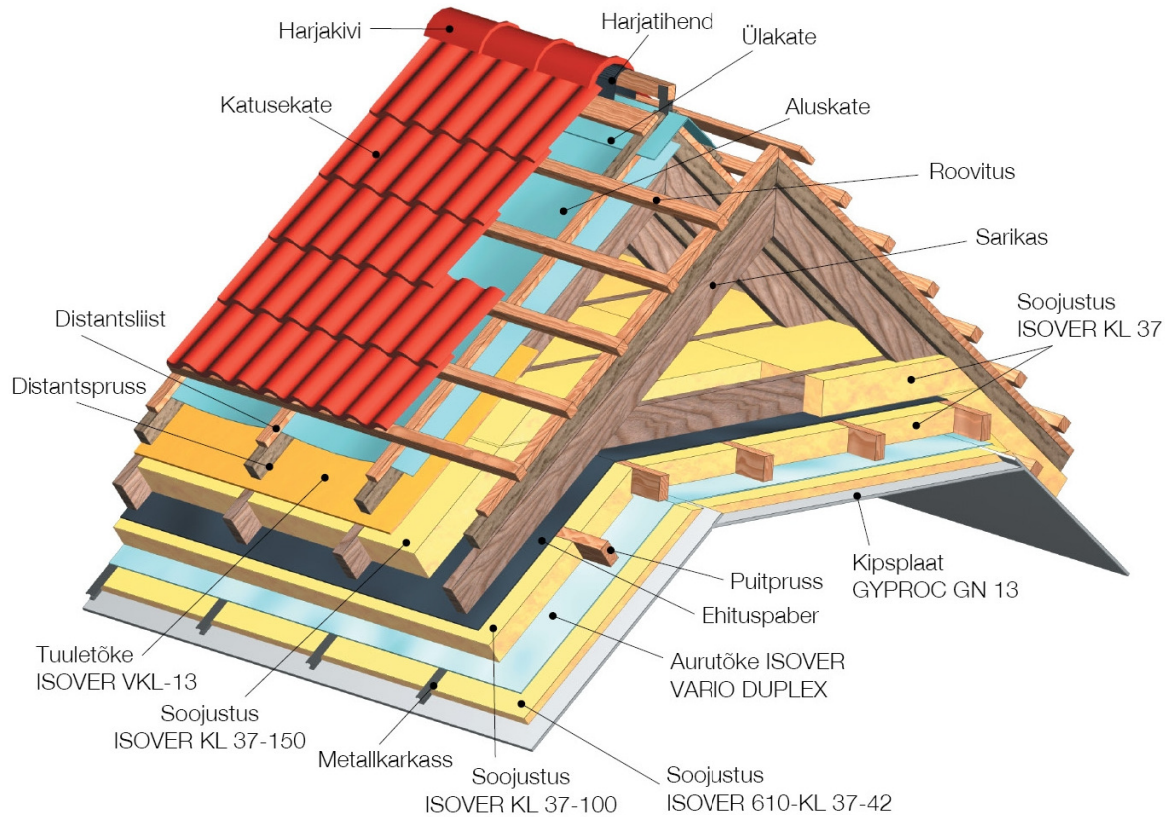 Harjakivi
Harjatihend
Ülakate
Katusekate
Aluskate
Roovitus
Sarikas
Soojustus
ISOVER KL 37
Distantsliist
Distantspruss
Kipsplaat
GYPROC GN 13
Puitpruss
Ehituspaber
Tuuletõke
ISOVER VKL-13
Aurutõke ISOVER
VARIO DUPLEX
Soojustus
ISOVER KL 37-150
Metallkarkass
Soojustus
ISOVER KL 37-100
Soojustus
ISOVER 610-KL 37-42